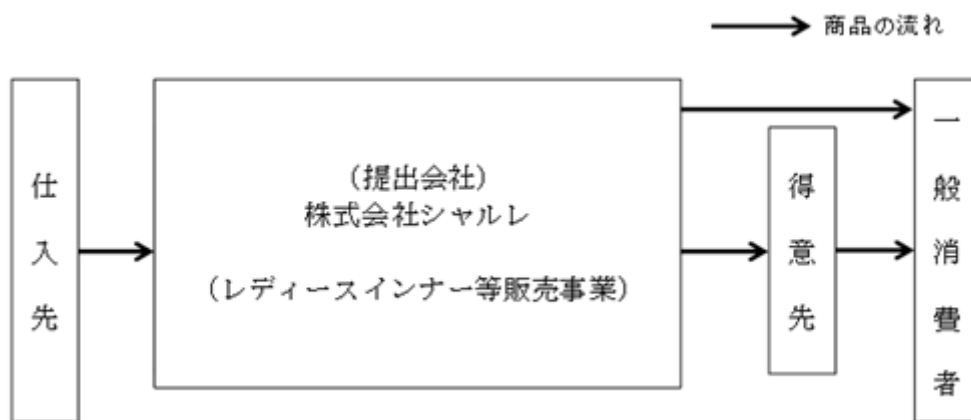 商品の流れ
仕入先
(提出会社)
株式会社シャルレ
(レディースインナー等販売事業)
得意先
一般消費者